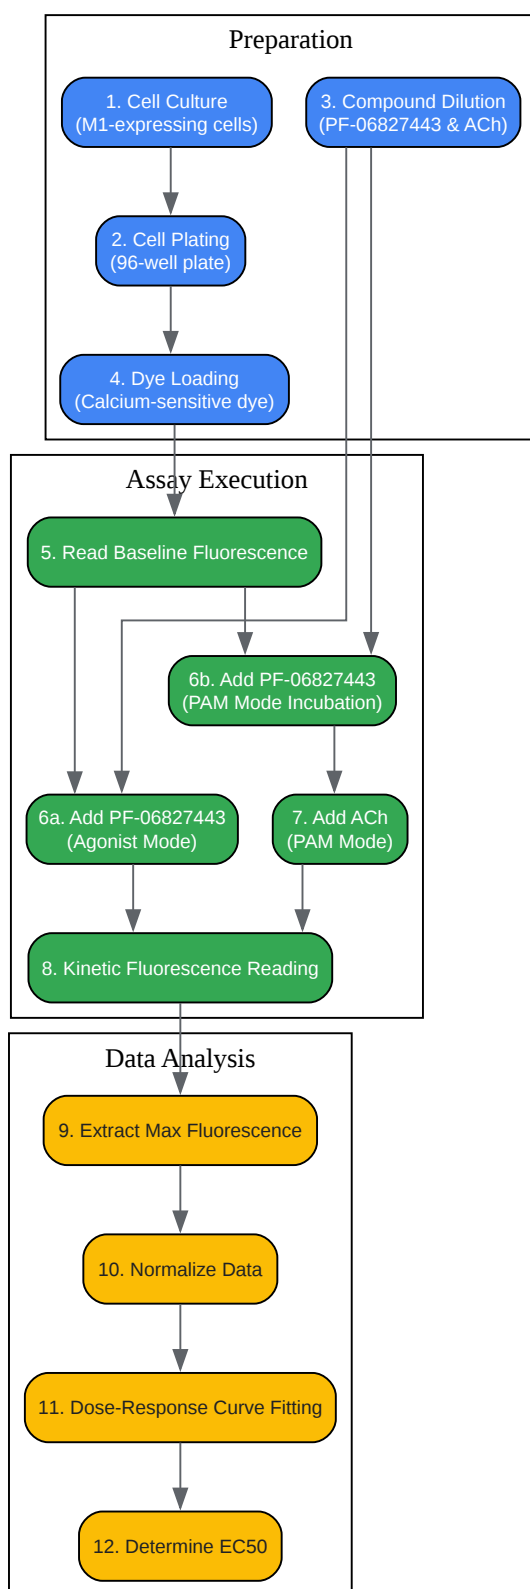 Preparation
1. Cell Culture
(M1-expressing cells)
3. Compound Dilution
(PF-06827443 & ACh)
2. Cell Plating
(96-well plate)
4. Dye Loading
(Calcium-sensitive dye)
Assay Execution
5. Read Baseline Fluorescence
6b. Add PF-06827443
(PAM Mode Incubation)
6a. Add PF-06827443
(Agonist Mode)
7. Add ACh
(PAM Mode)
8. Kinetic Fluorescence Reading
Data Analysis
9. Extract Max Fluorescence
10. Normalize Data
11. Dose-Response Curve Fitting
12. Determine EC50